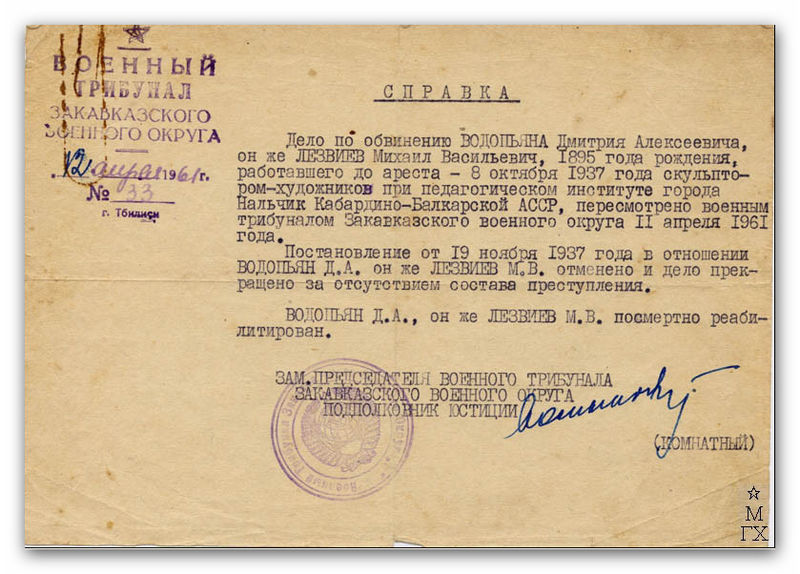 ВОЕННЫЙ
ТРИБУНАЛ
ЗАКАВКАЗСКОГО
ВОЕННОГО ОКРУГА
12 апреля 1961 г.
№ 33
г. Тбилиси
СПРАВКА
Дело по обвинению ВОДОПЬЯНА Дмитрия Алексеевича,
он же ЛЕЗВИЕВ Михаил Васильевич, 1895 года рождения,
работавшего до ареста - 8 октября 1937 года скульпто-
ром-художников при педагогическом институте города
Нальчик Кабардино-Балкарской АССР, пересмотрено военным
трибуналом Закавказского военного округа II апреля 1961
года.
Постановление от 19 ноября 1937 года в отношении
ВОДОПЬЯН Д.А. он же ЛЕЗВИЕВ М.В. отменено и дело прек-
ращено за отсутствием состава преступления.
ВОДОПЬЯН Д.А., он же ЛЕЗВИЕВ М.В. посмертно реаби-
литирован.
ЗАМ.ПРЕДСЕДАТЕЛЯ ВОЕННОГО ТРИБУНАЛА
ЗАКАВКАЗСКОГО ВОЕННОГО ОКРУГА
ПОДПОЛКОВНИК ЮСТИЦИИ
(КОМНАТНЫЙ)
М
ГХ